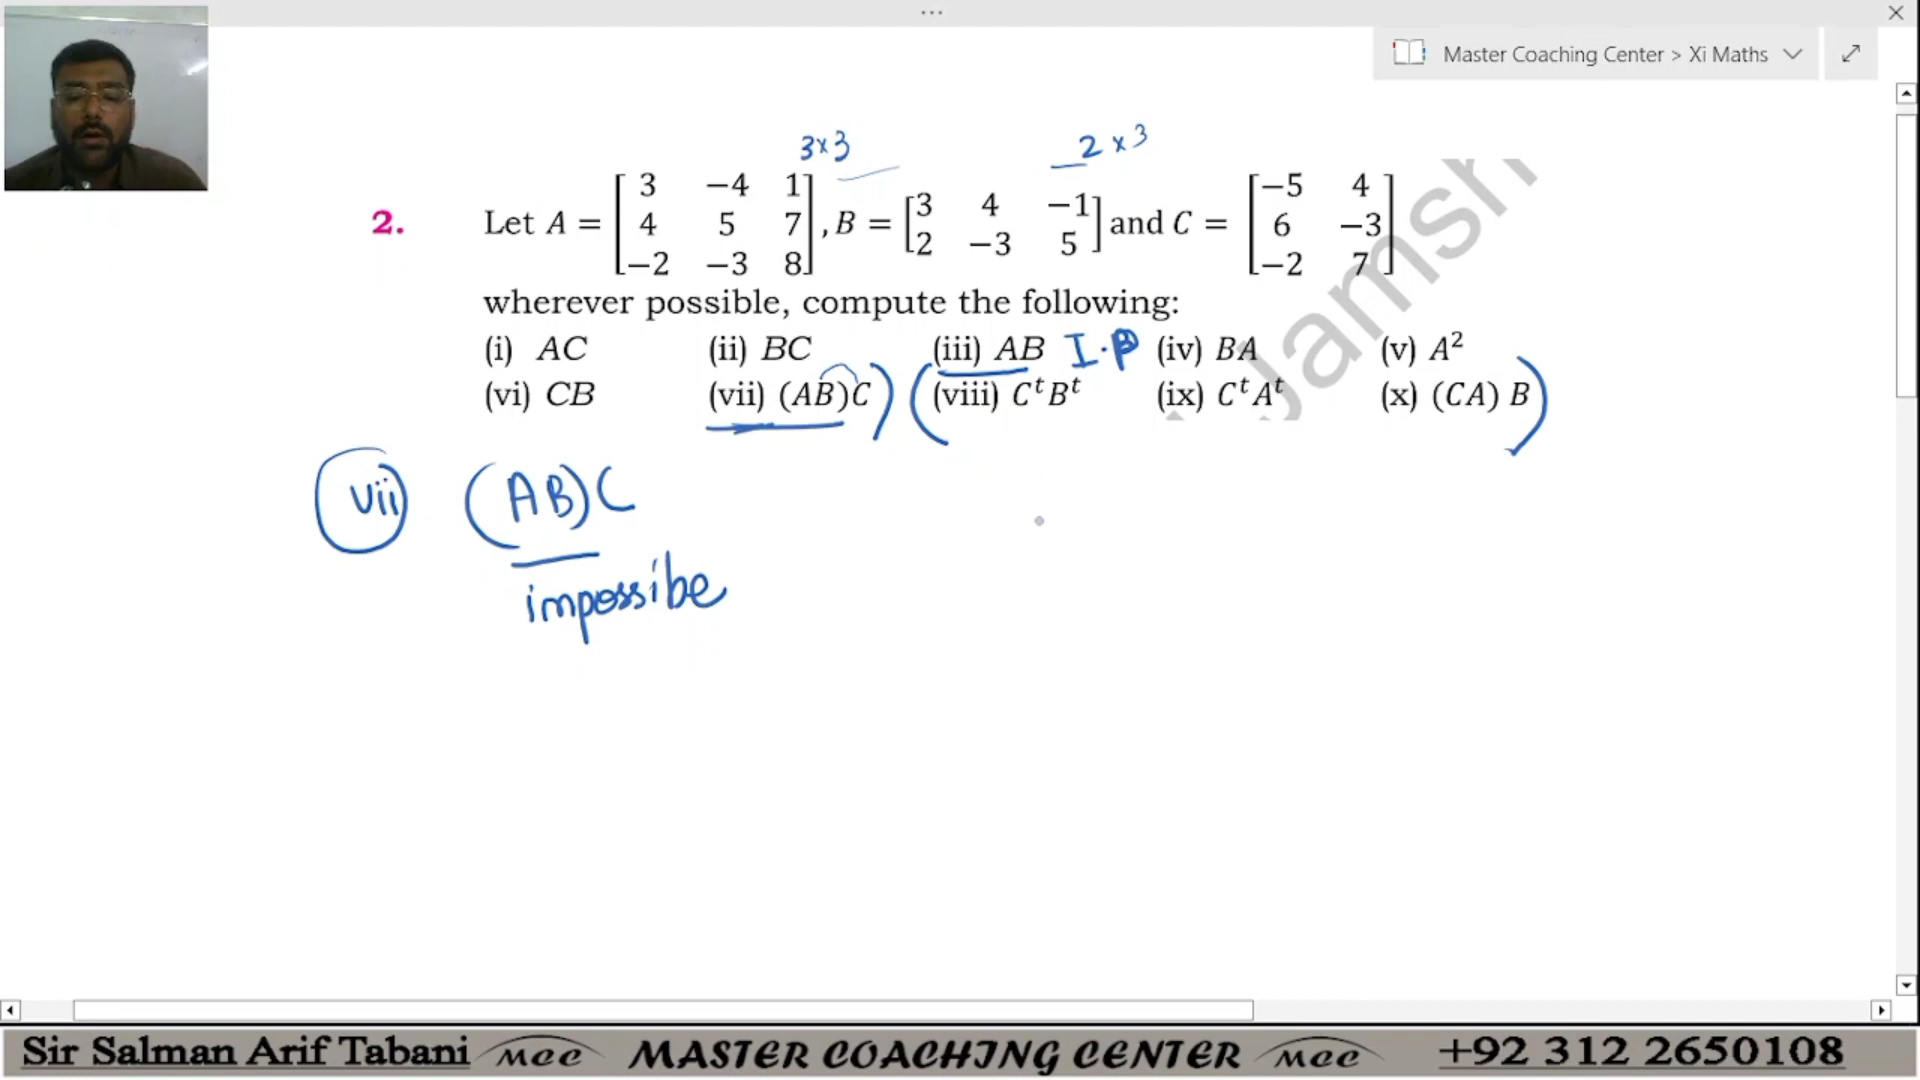 ...
Master Coaching Center > Xi Maths
3×3
2×3
2. Let A = [3 −4 1; 4 5 7; −2 −3 8], B = [3 4 −1; 2 −3 5] and C = [−5 4; 6 −3; −2 7]
wherever possible, compute the following:
(i) AC (ii) BC (iii) AB I.P (iv) BA (v) A²
(vi) CB (vii) (AB)C (viii) CᵗBᵗ (ix) CᵗAᵗ (x) (CA) B
Jamsh
vii (AB)C
impossibe
Sir Salman Arif Tabani MCC MASTER COACHING CENTER MCC +92 312 2650108